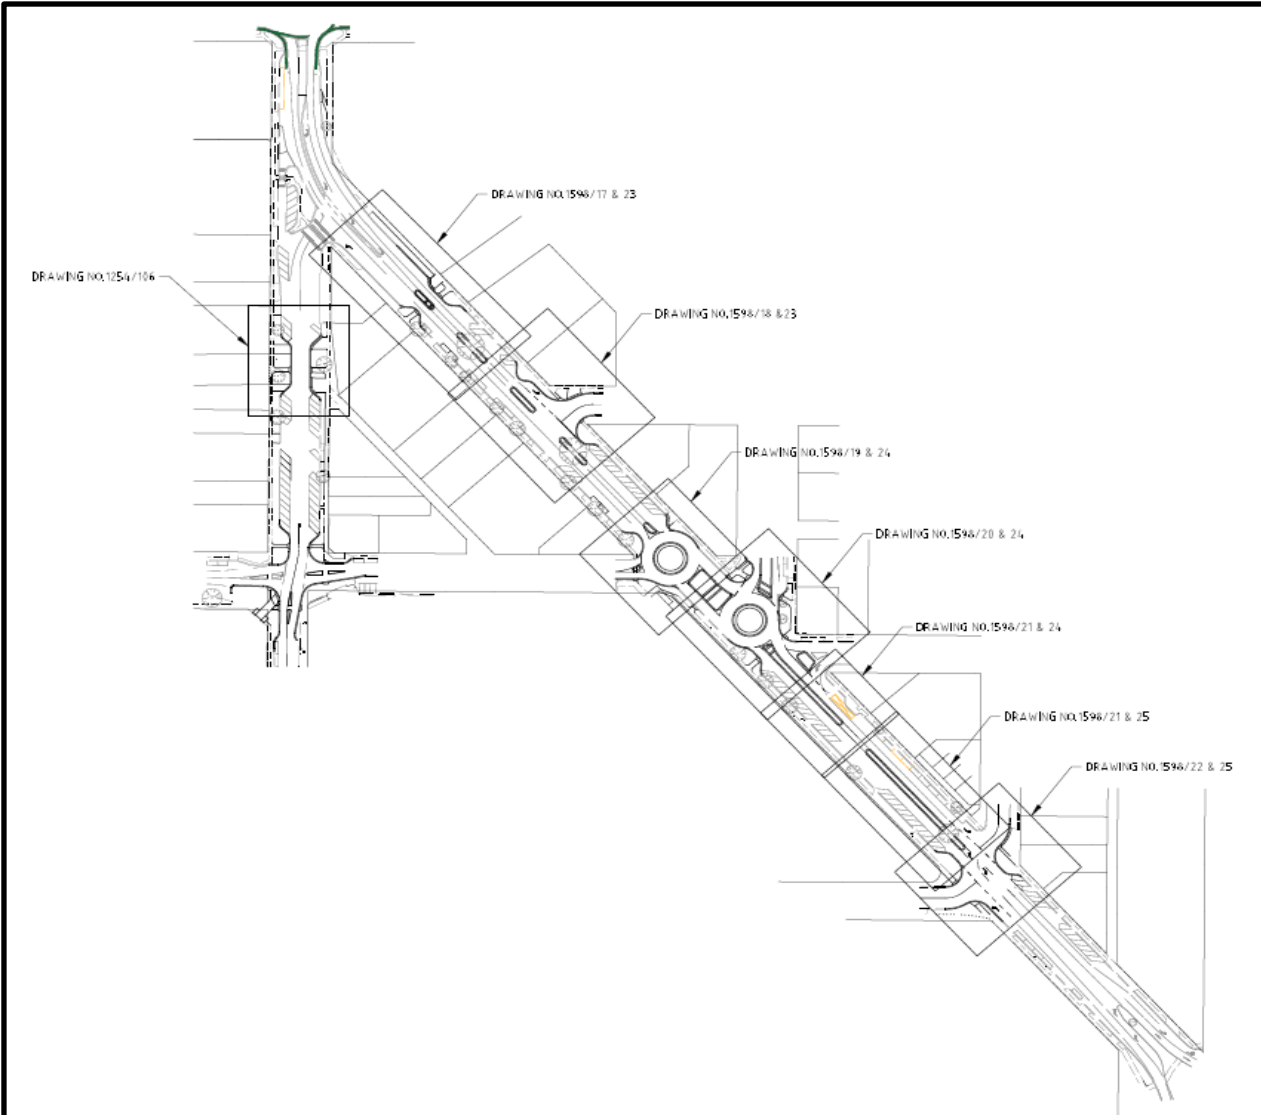 DRAWING NO.1598/17 & 23
DRAWING NO.1254/106
DRAWING NO.1598/18 &23
DRAWING NO.1598/19 & 24
DRAWING NO.1598/20 & 24
DRAWING NO.1598/21 & 24
DRAWING NO.1598/21 & 25
DRAWING NO.1598/22 & 25